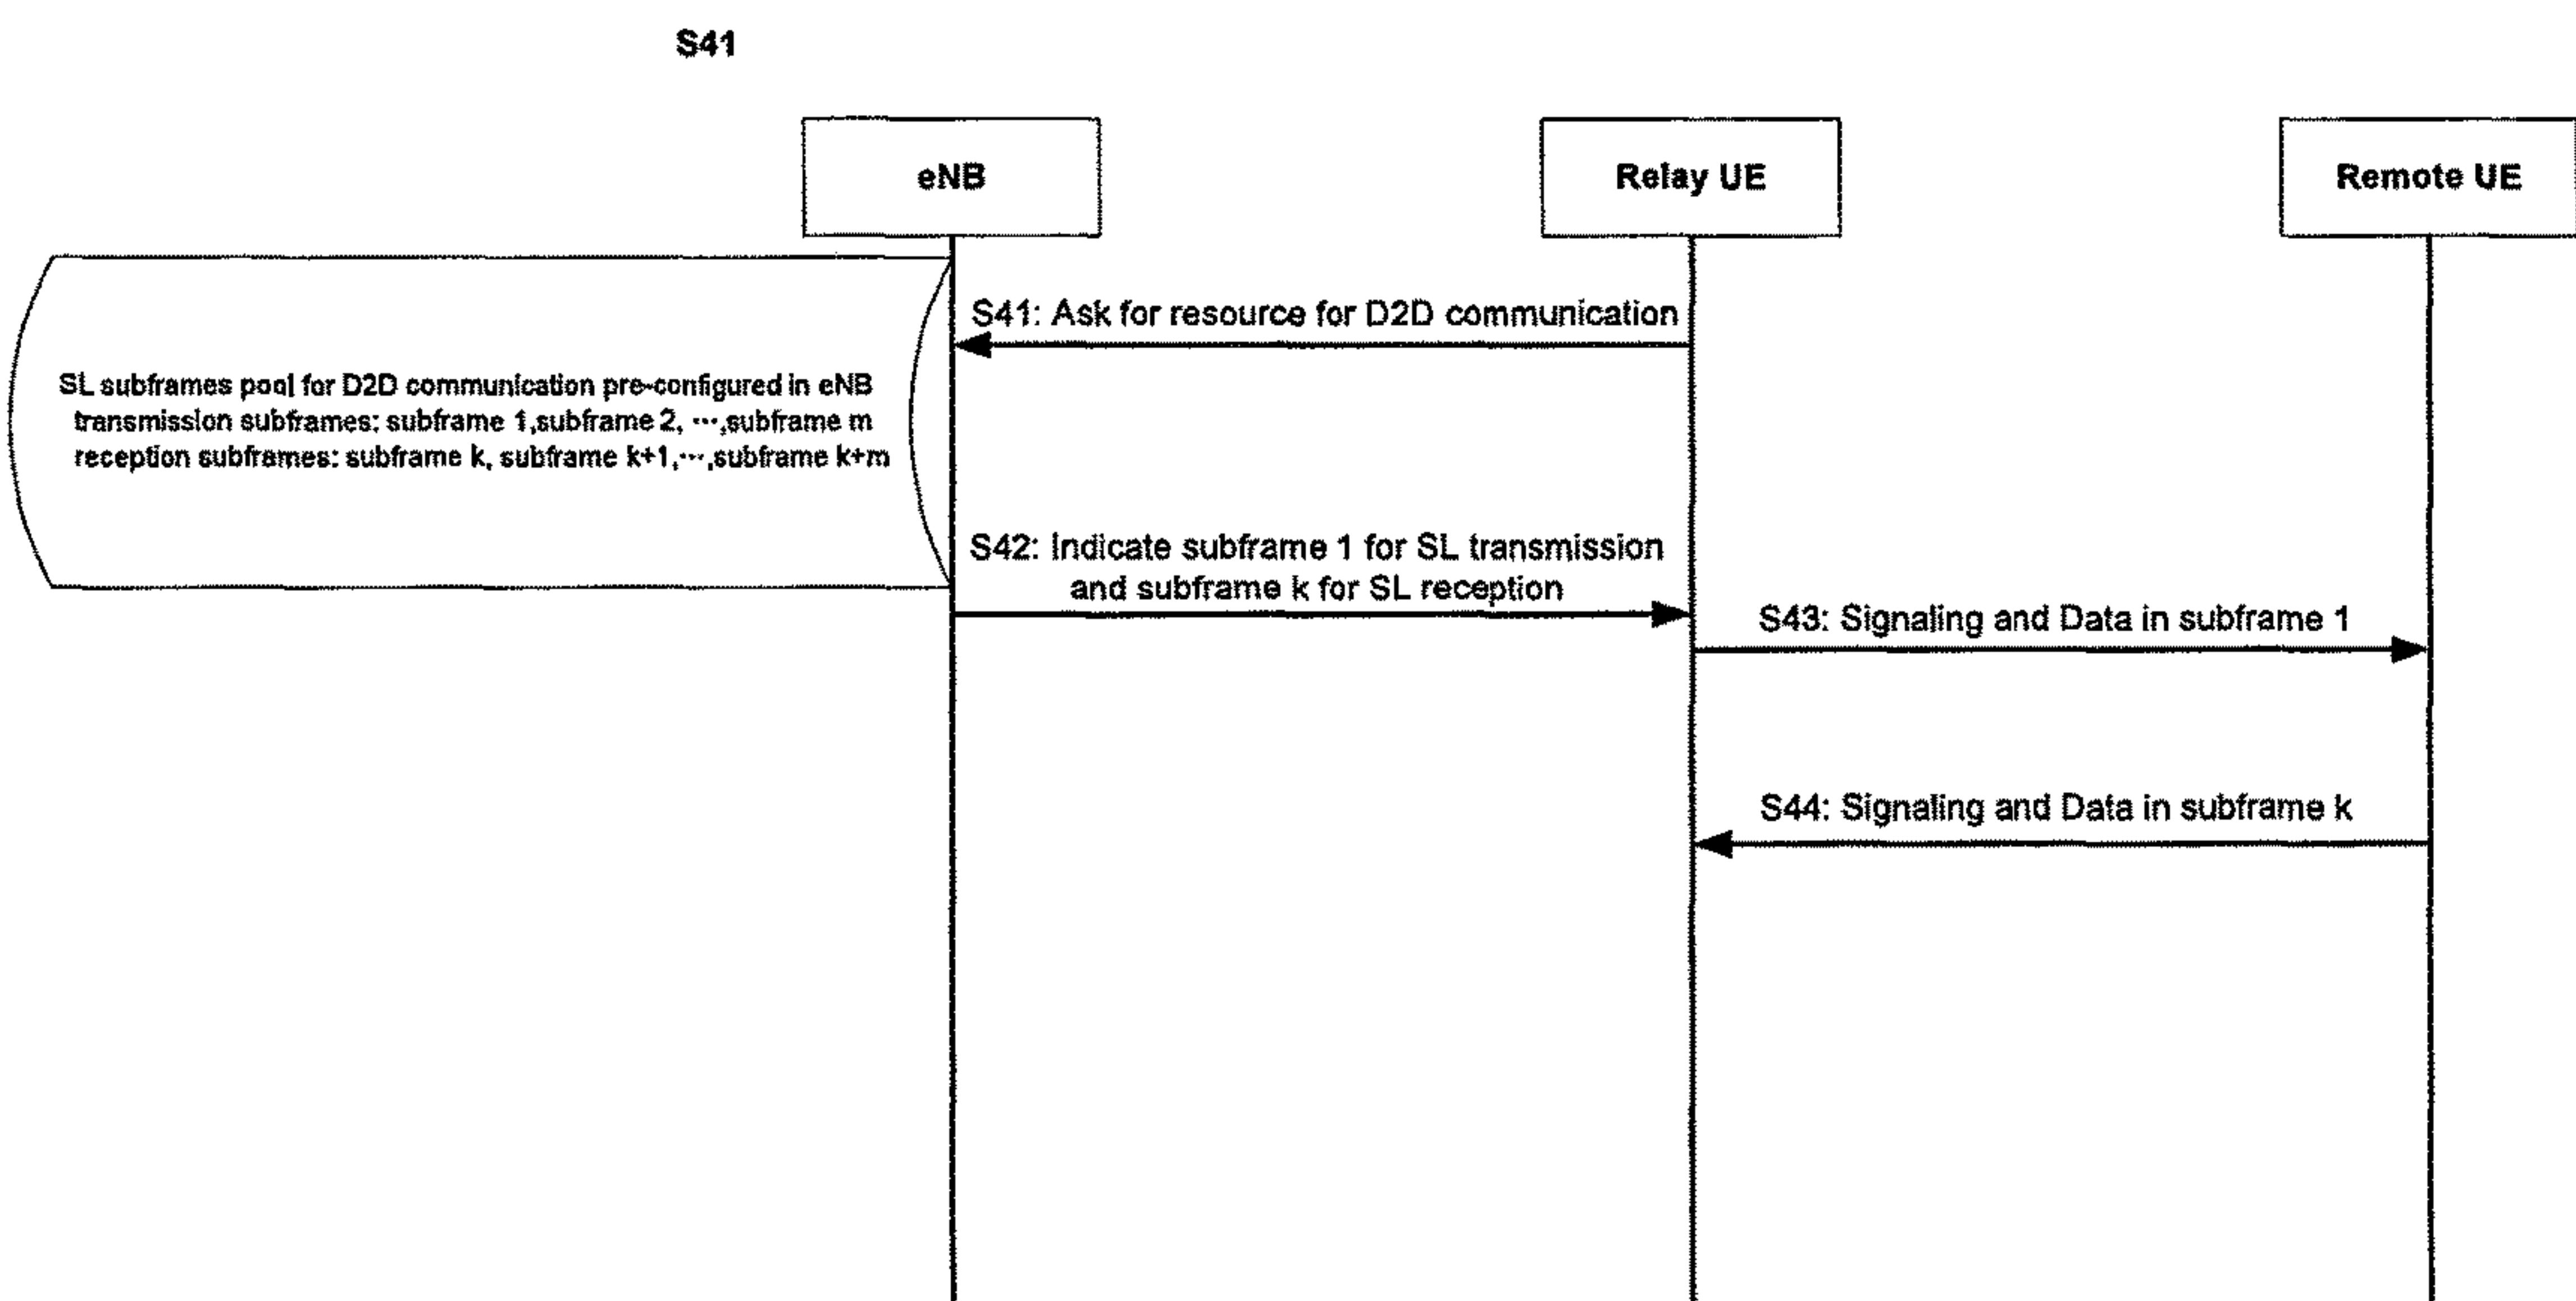 S41
eNB
Relay UE
Remote UE
S41: Ask for resource for D2D communication
SL subframes pool for D2D communication pre-configured in eNB
transmission subframes: subframe 1,subframe 2, ···,subframe m
reception subframes: subframe k, subframe k+1,···,subframe k+m
S42: Indicate subframe 1 for SL transmission
and subframe k for SL reception
S43: Signaling and Data in subframe 1
S44: Signaling and Data in subframe k